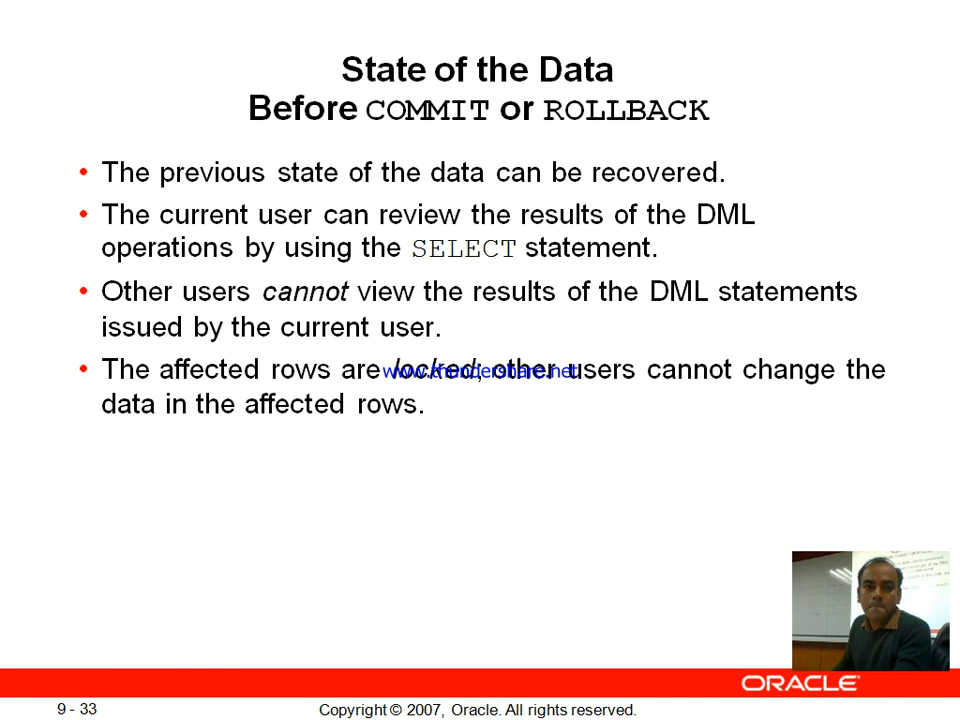 State of the Data
Before COMMIT or ROLLBACK
• The previous state of the data can be recovered.
• The current user can review the results of the DML
operations by using the SELECT statement.
• Other users cannot view the results of the DML statements
issued by the current user.
• The affected rows are locked; other users cannot change the
www.thundershare.net
data in the affected rows.
ORACLE
9 - 33
Copyright © 2007, Oracle. All rights reserved.